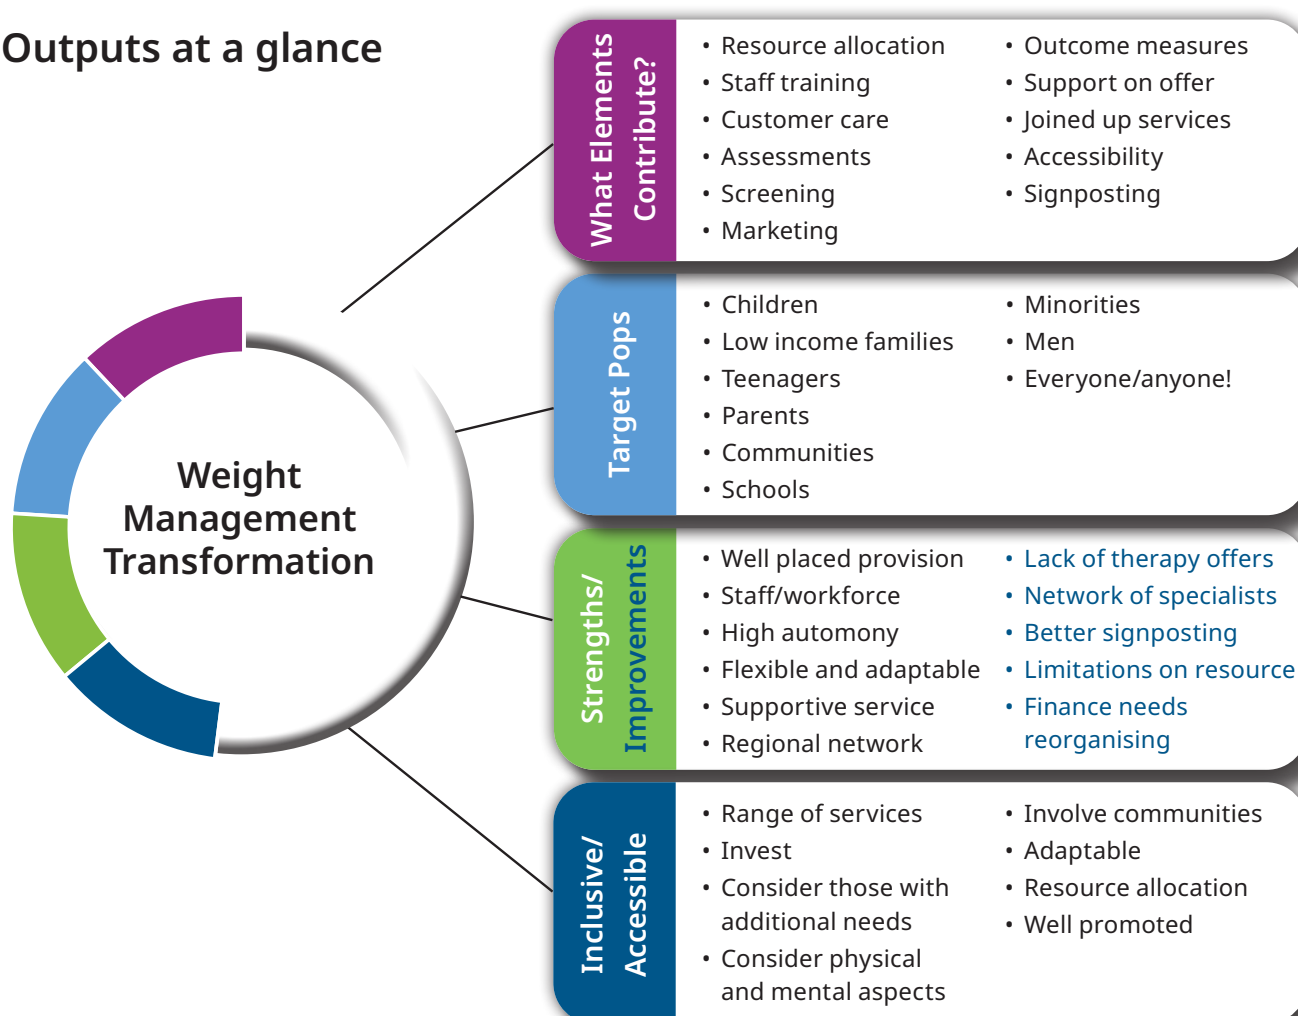 Outputs at a glance
Weight
Management
Transformation
What Elements
Contribute?
• Resource allocation
• Staff training
• Customer care
• Assessments
• Screening
• Marketing
• Outcome measures
• Support on offer
• Joined up services
• Accessibility
• Signposting
Target Pops
• Children
• Low income families
• Teenagers
• Parents
• Communities
• Schools
• Minorities
• Men
• Everyone/anyone!
Strengths/
Improvements
• Well placed provision
• Staff/workforce
• High automony
• Flexible and adaptable
• Supportive service
• Regional network
• Lack of therapy offers
• Network of specialists
• Better signposting
• Limitations on resource
• Finance needs
reorganising
Inclusive/
Accessible
• Range of services
• Invest
• Consider those with
additional needs
• Consider physical
and mental aspects
• Involve communities
• Adaptable
• Resource allocation
• Well promoted